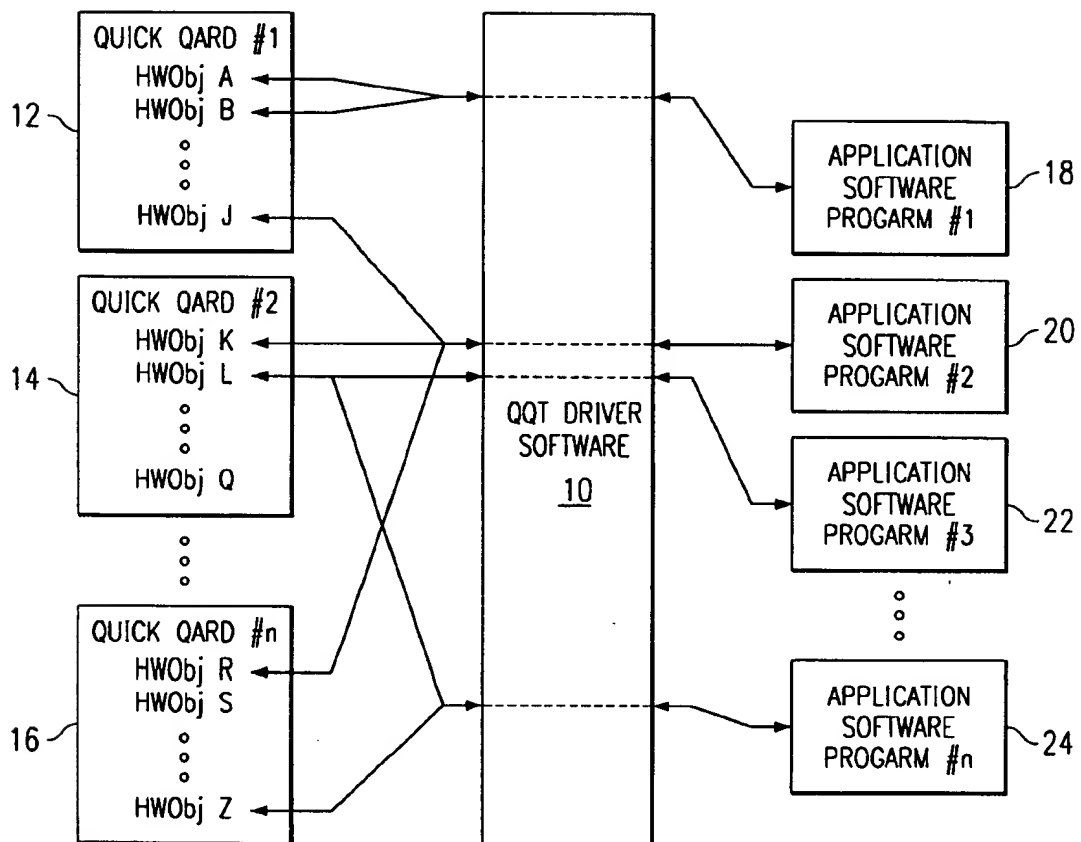 QUICK QARD #1
HWObj A
HWObj B
HWObj J
12
QUICK QARD #2
HWObj K
HWObj L
HWObj Q
14
QUICK QARD #n
HWObj R
HWObj S
HWObj Z
16
QQT DRIVER
SOFTWARE
10
APPLICATION
SOFTWARE
PROGARM #1
18
APPLICATION
SOFTWARE
PROGARM #2
20
APPLICATION
SOFTWARE
PROGARM #3
22
APPLICATION
SOFTWARE
PROGARM #n
24